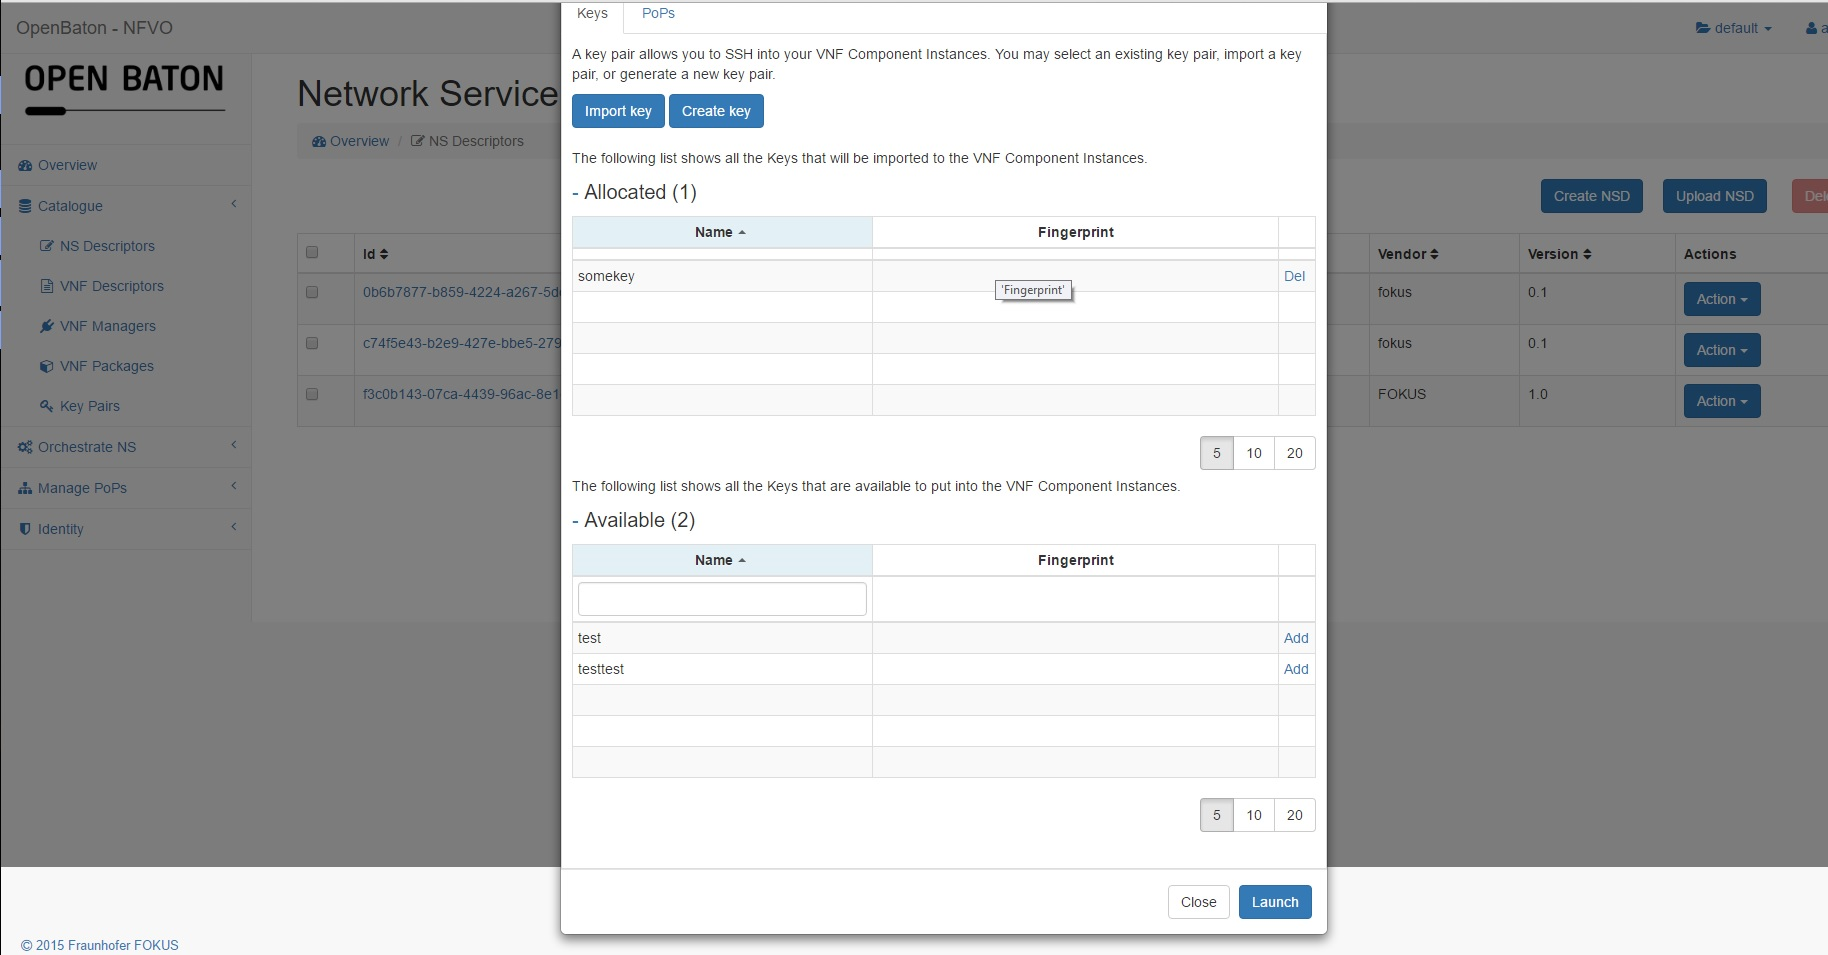 OpenBaton - NFVO
default
OPEN BATON
Network Service
Overview / NS Descriptors
Overview
Catalogue
NS Descriptors
VNF Descriptors
VNF Managers
VNF Packages
Key Pairs
Orchestrate NS
Manage PoPs
Identity
Create NSD Upload NSD
Id Vendor Version Actions
0b6b7877-b859-4224-a267-5d fokus 0.1 Action
c74f5e43-b2e9-427e-bbe5-279 fokus 0.1 Action
f3c0b143-07ca-4439-96ac-8e1 FOKUS 1.0 Action
Keys PoPs
A key pair allows you to SSH into your VNF Component Instances. You may select an existing key pair, import a key
pair, or generate a new key pair.
Import key Create key
The following list shows all the Keys that will be imported to the VNF Component Instances.
- Allocated (1)
Name Fingerprint
somekey Del
'Fingerprint'
5 10 20
The following list shows all the Keys that are available to put into the VNF Component Instances.
- Available (2)
Name Fingerprint
test Add
testtest Add
5 10 20
Close Launch
© 2015 Fraunhofer FOKUS